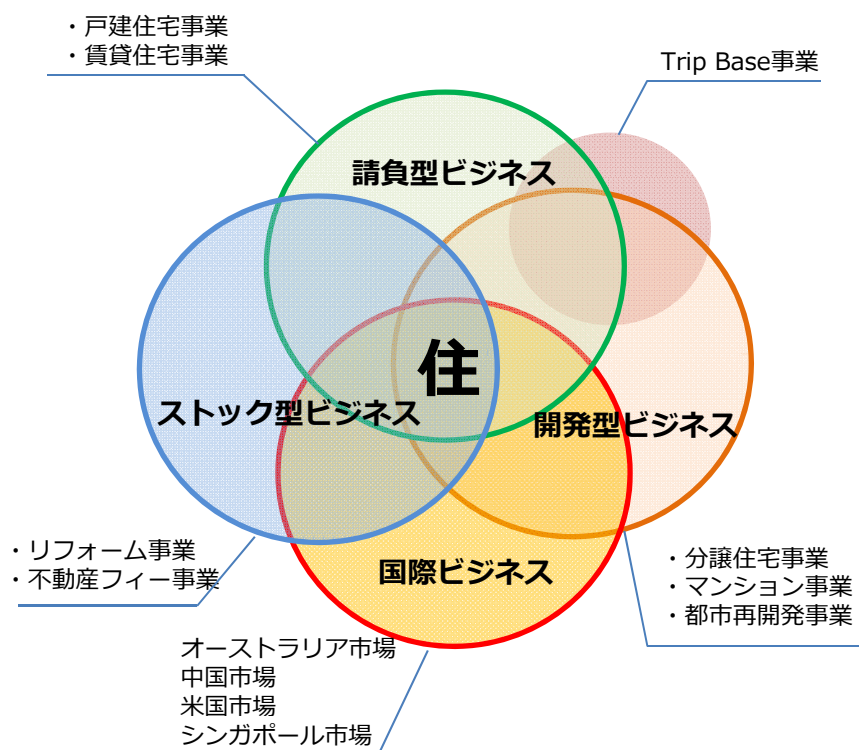 ・戸建住宅事業
・賃貸住宅事業
Trip Base事業
請負型ビジネス
住
ストック型ビジネス
開発型ビジネス
・リフォーム事業
・不動産フィー事業
国際ビジネス
・分譲住宅事業
・マンション事業
・都市再開発事業
オーストラリア市場
中国市場
米国市場
シンガポール市場